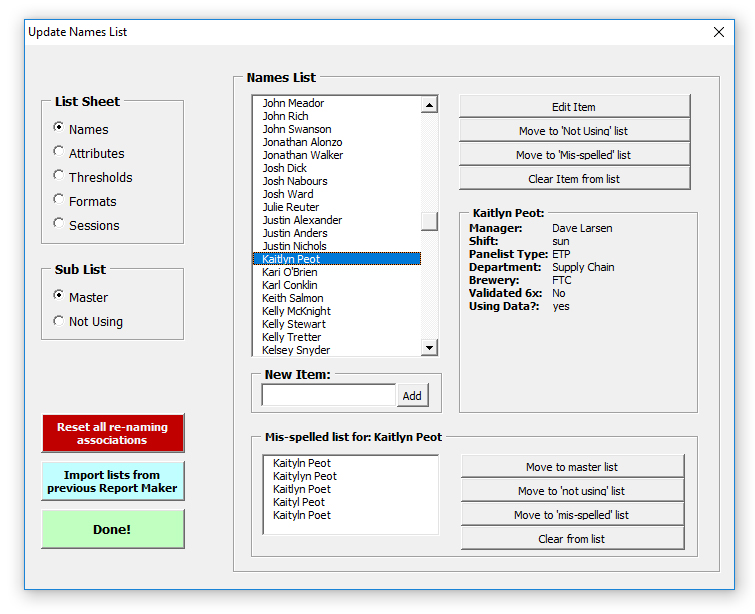 Update Names List
List Sheet
Names
Attributes
Thresholds
Formats
Sessions
Sub List
Master
Not Using
Reset all re-naming
associations
Import lists from
previous Report Maker
Done!
Names List
John Meador
John Rich
John Swanson
Jonathan Alonzo
Jonathan Walker
Josh Dick
Josh Nabours
Josh Ward
Julie Reuter
Justin Alexander
Justin Anders
Justin Nichols
Kaitlyn Peot
Kari O'Brien
Karl Conklin
Keith Salmon
Kelly McKnight
Kelly Stewart
Kelly Tretter
Kelsey Snyder
Edit Item
Move to 'Not Using' list
Move to 'Mis-spelled' list
Clear Item from list
Kaitlyn Peot:
Manager: Dave Larsen
Shift: sun
Panelist Type: ETP
Department: Supply Chain
Brewery: FTC
Validated 6x: No
Using Data?: yes
New Item:
Add
Mis-spelled list for: Kaitlyn Peot
Kaityln Peot
Kaitylyn Peot
Kaitlyn Poet
Kaityl Peot
Kaityln Poet
Move to master list
Move to 'not using' list
Move to 'mis-spelled' list
Clear from list